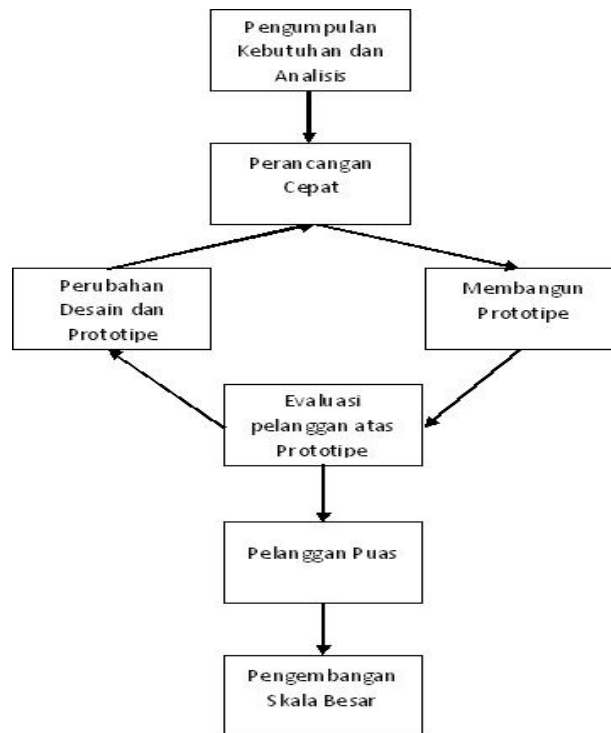 Pengumpulan
Kebutuhan dan
Analisis
Perancangan
Cepat
Perubahan
Desain dan
Prototipe
Membangun
Prototipe
Evaluasi
pelanggan atas
Prototipe
Pelanggan Puas
Pengembangan
Skala Besar